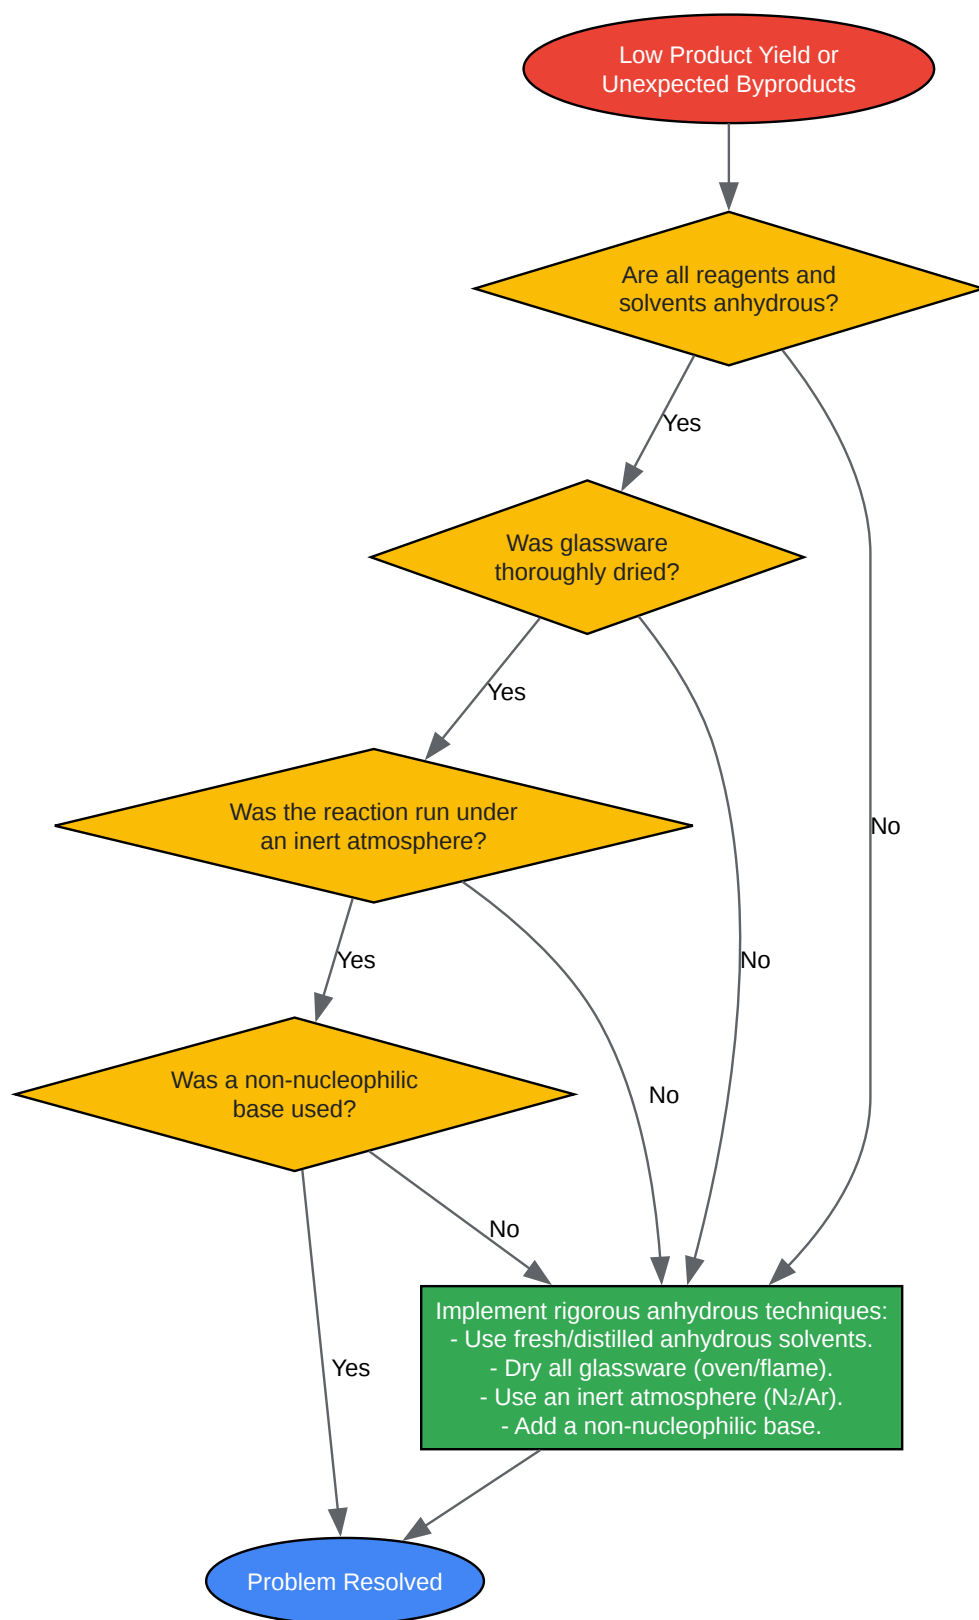 Low Product Yield or
Unexpected Byproducts
Are all reagents and
solvents anhydrous?
Yes
Was glassware
thoroughly dried?
Yes
Was the reaction run under
an inert atmosphere?
No
Yes
No
Was a non-nucleophilic
base used?
No
No
Implement rigorous anhydrous techniques:
- Use fresh/distilled anhydrous solvents.
- Dry all glassware (oven/flame).
- Use an inert atmosphere (N₂/Ar).
- Add a non-nucleophilic base.
Yes
Problem Resolved